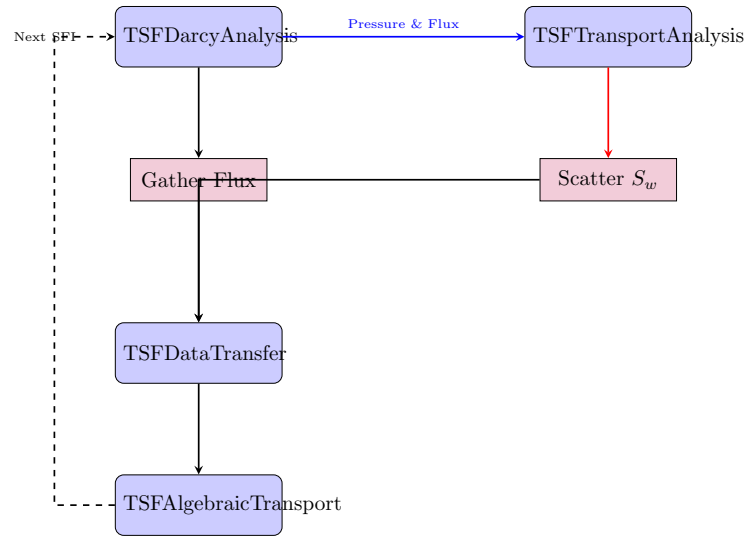 Pressure & Flux
Next SFI
TSFDarcyAnalysis
TSFTransportAnalysis
Gather Flux
Scatter S_w
TSFDataTransfer
TSFAlgebraicTransport